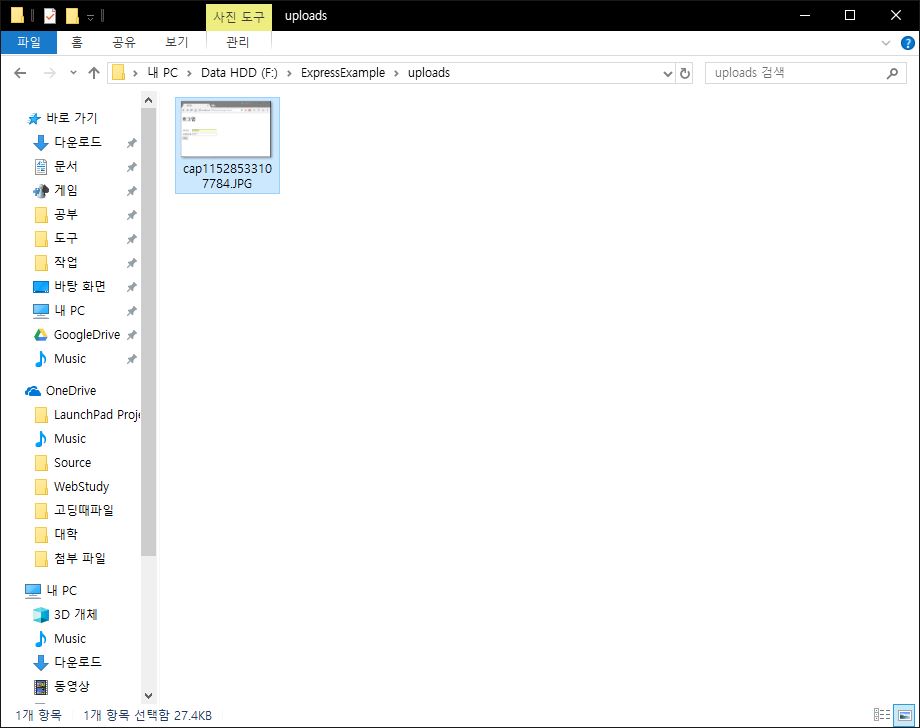 사진 도구 uploads
파일 홈 공유 보기 관리
내 PC Data HDD (F:) ExpressExample uploads
uploads 검색
바로 가기
다운로드
문서
게임
공부
도구
작업
바탕 화면
내 PC
GoogleDrive
Music
OneDrive
LaunchPad Proje
Music
Source
WebStudy
고딩때파일
대학
첨부 파일
내 PC
3D 개체
Music
다운로드
동영상
cap1152853310
7784.JPG
1개 항목 1개 항목 선택함 27.4KB